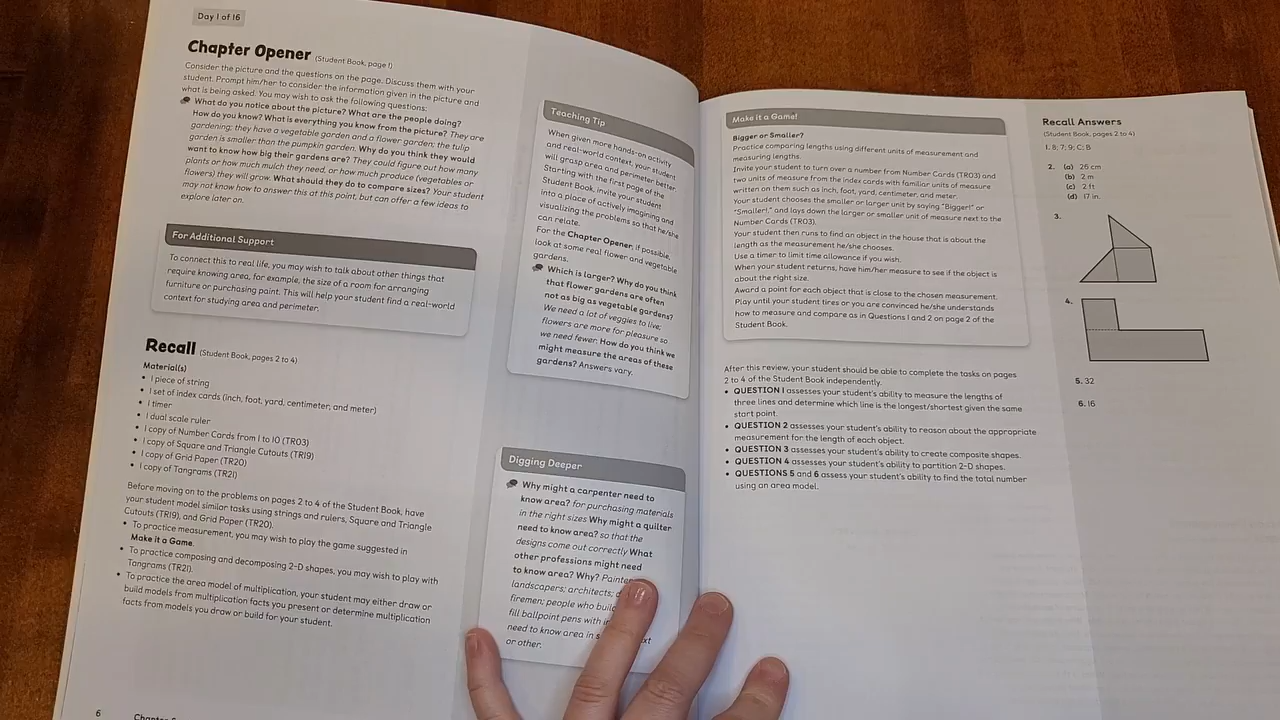 Day 1 of 16
Chapter Opener (Student Book, page 1)
Consider the picture and the questions on the page. Discuss them with your
student. Prompt him/her to consider the information given in the picture and
what is being asked. You may wish to ask the following questions:
What do you notice about the picture? What are the people doing?
How do you know? What is everything you know from the picture? They are
gardening; they have a vegetable garden and a flower garden; the tulip
garden is smaller than the pumpkin garden. Why do you think they would
want to know how big their gardens are? They could figure out how many
plants or how much mulch they need, or how much produce (vegetables or
flowers) they will grow. What should they do to compare sizes? Your student
may not know how to answer this at this point, but can offer a few ideas to
explore later on.
For Additional Support
To connect this to real life, you may wish to talk about other things that
require knowing area, for example, the size of a room for arranging
furniture or purchasing paint. This will help your student find a real-world
context for studying area and perimeter.
Recall (Student Book, pages 2 to 4)
Material(s)
• 1 piece of string
• 1 set of index cards (inch, foot, yard, centimeter, and meter)
• 1 timer
• 1 dual scale ruler
• 1 copy of Number Cards from 1 to 10 (TR03)
• 1 copy of Square and Triangle Cutouts (TR19)
• 1 copy of Grid Paper (TR20)
• 1 copy of Tangrams (TR21)
Before moving on to the problems on pages 2 to 4 of the Student Book, have
your student model similar tasks using strings and rulers, Square and Triangle
Cutouts (TR19), and Grid Paper (TR20).
• To practice measurement, you may wish to play the game suggested in
Make it a Game.
• To practice composing and decomposing 2-D shapes, you may wish to play with
Tangrams (TR21).
• To practice the area model of multiplication, your student may either draw or
build models from multiplication facts you present or determine multiplication
facts from models you draw or build for your student.
6
Teaching Tip
When given more hands-on activity
and real-world context, your student
will grasp area and perimeter better.
Starting with the first page of the
Student Book, invite your student
into a place of actively imagining and
visualizing the problems so that he/she
can relate.
For the Chapter Opener, if possible,
look at some real flower and vegetable
gardens.
Which is larger? Why do you think
that flower gardens are often
not as big as vegetable gardens?
We need a lot of veggies to live;
flowers are more for pleasure so
we need fewer. How do you think we
might measure the areas of these
gardens? Answers vary.
Digging Deeper
Why might a carpenter need to
know area? for purchasing materials
in the right sizes Why might a quilter
need to know area? so that the
designs come out correctly What
other professions might need
to know area? Why?
landscapers; architects;
firemen; people who
fill ballpoint pens with
need to know area in
or other.
Make it a Game!
Bigger or Smaller?
Practice comparing lengths using different units of measurement and
measuring lengths.
Invite your student to turn over a number from Number Cards (TR03) and
two units of measure from the index cards with familiar units of measure
written on them such as inch, foot, yard, centimeter, and meter.
Your student chooses the smaller or larger unit by saying "Bigger!" or
"Smaller!," and lays down the larger or smaller unit of measure next to the
Number Cards (TR03).
Your student then runs to find an object in the house that is about the
length as the measurement he/she chooses.
Use a timer to limit time allowance if you wish.
When your student returns, have him/her measure to see if the object is
about the right size.
Award a point for each object that is close to the chosen measurement.
Play until your student tires or you are convinced he/she understands
how to measure and compare as in Questions 1 and 2 on page 2 of the
Student Book.
After this review, your student should be able to complete the tasks on pages
2 to 4 of the Student Book independently.
• QUESTION 1 assesses your student's ability to measure the lengths of
three lines and determine which line is the longest/shortest given the same
start point.
• QUESTION 2 assesses your student's ability to reason about the appropriate
measurement for the length of each object.
• QUESTION 3 assesses your student's ability to create composite shapes.
• QUESTION 4 assesses your student's ability to partition 2-D shapes.
• QUESTIONS 5 and 6 assess your student's ability to find the total number
using an area model.
Recall Answers
(Student Book, pages 2 to 4)
1. 8; 7; 9; C; B
2. (a) 26 cm
(b) 2 m
(c) 2 ft
(d) 17 in.
3.
4.
5. 32
6. 16